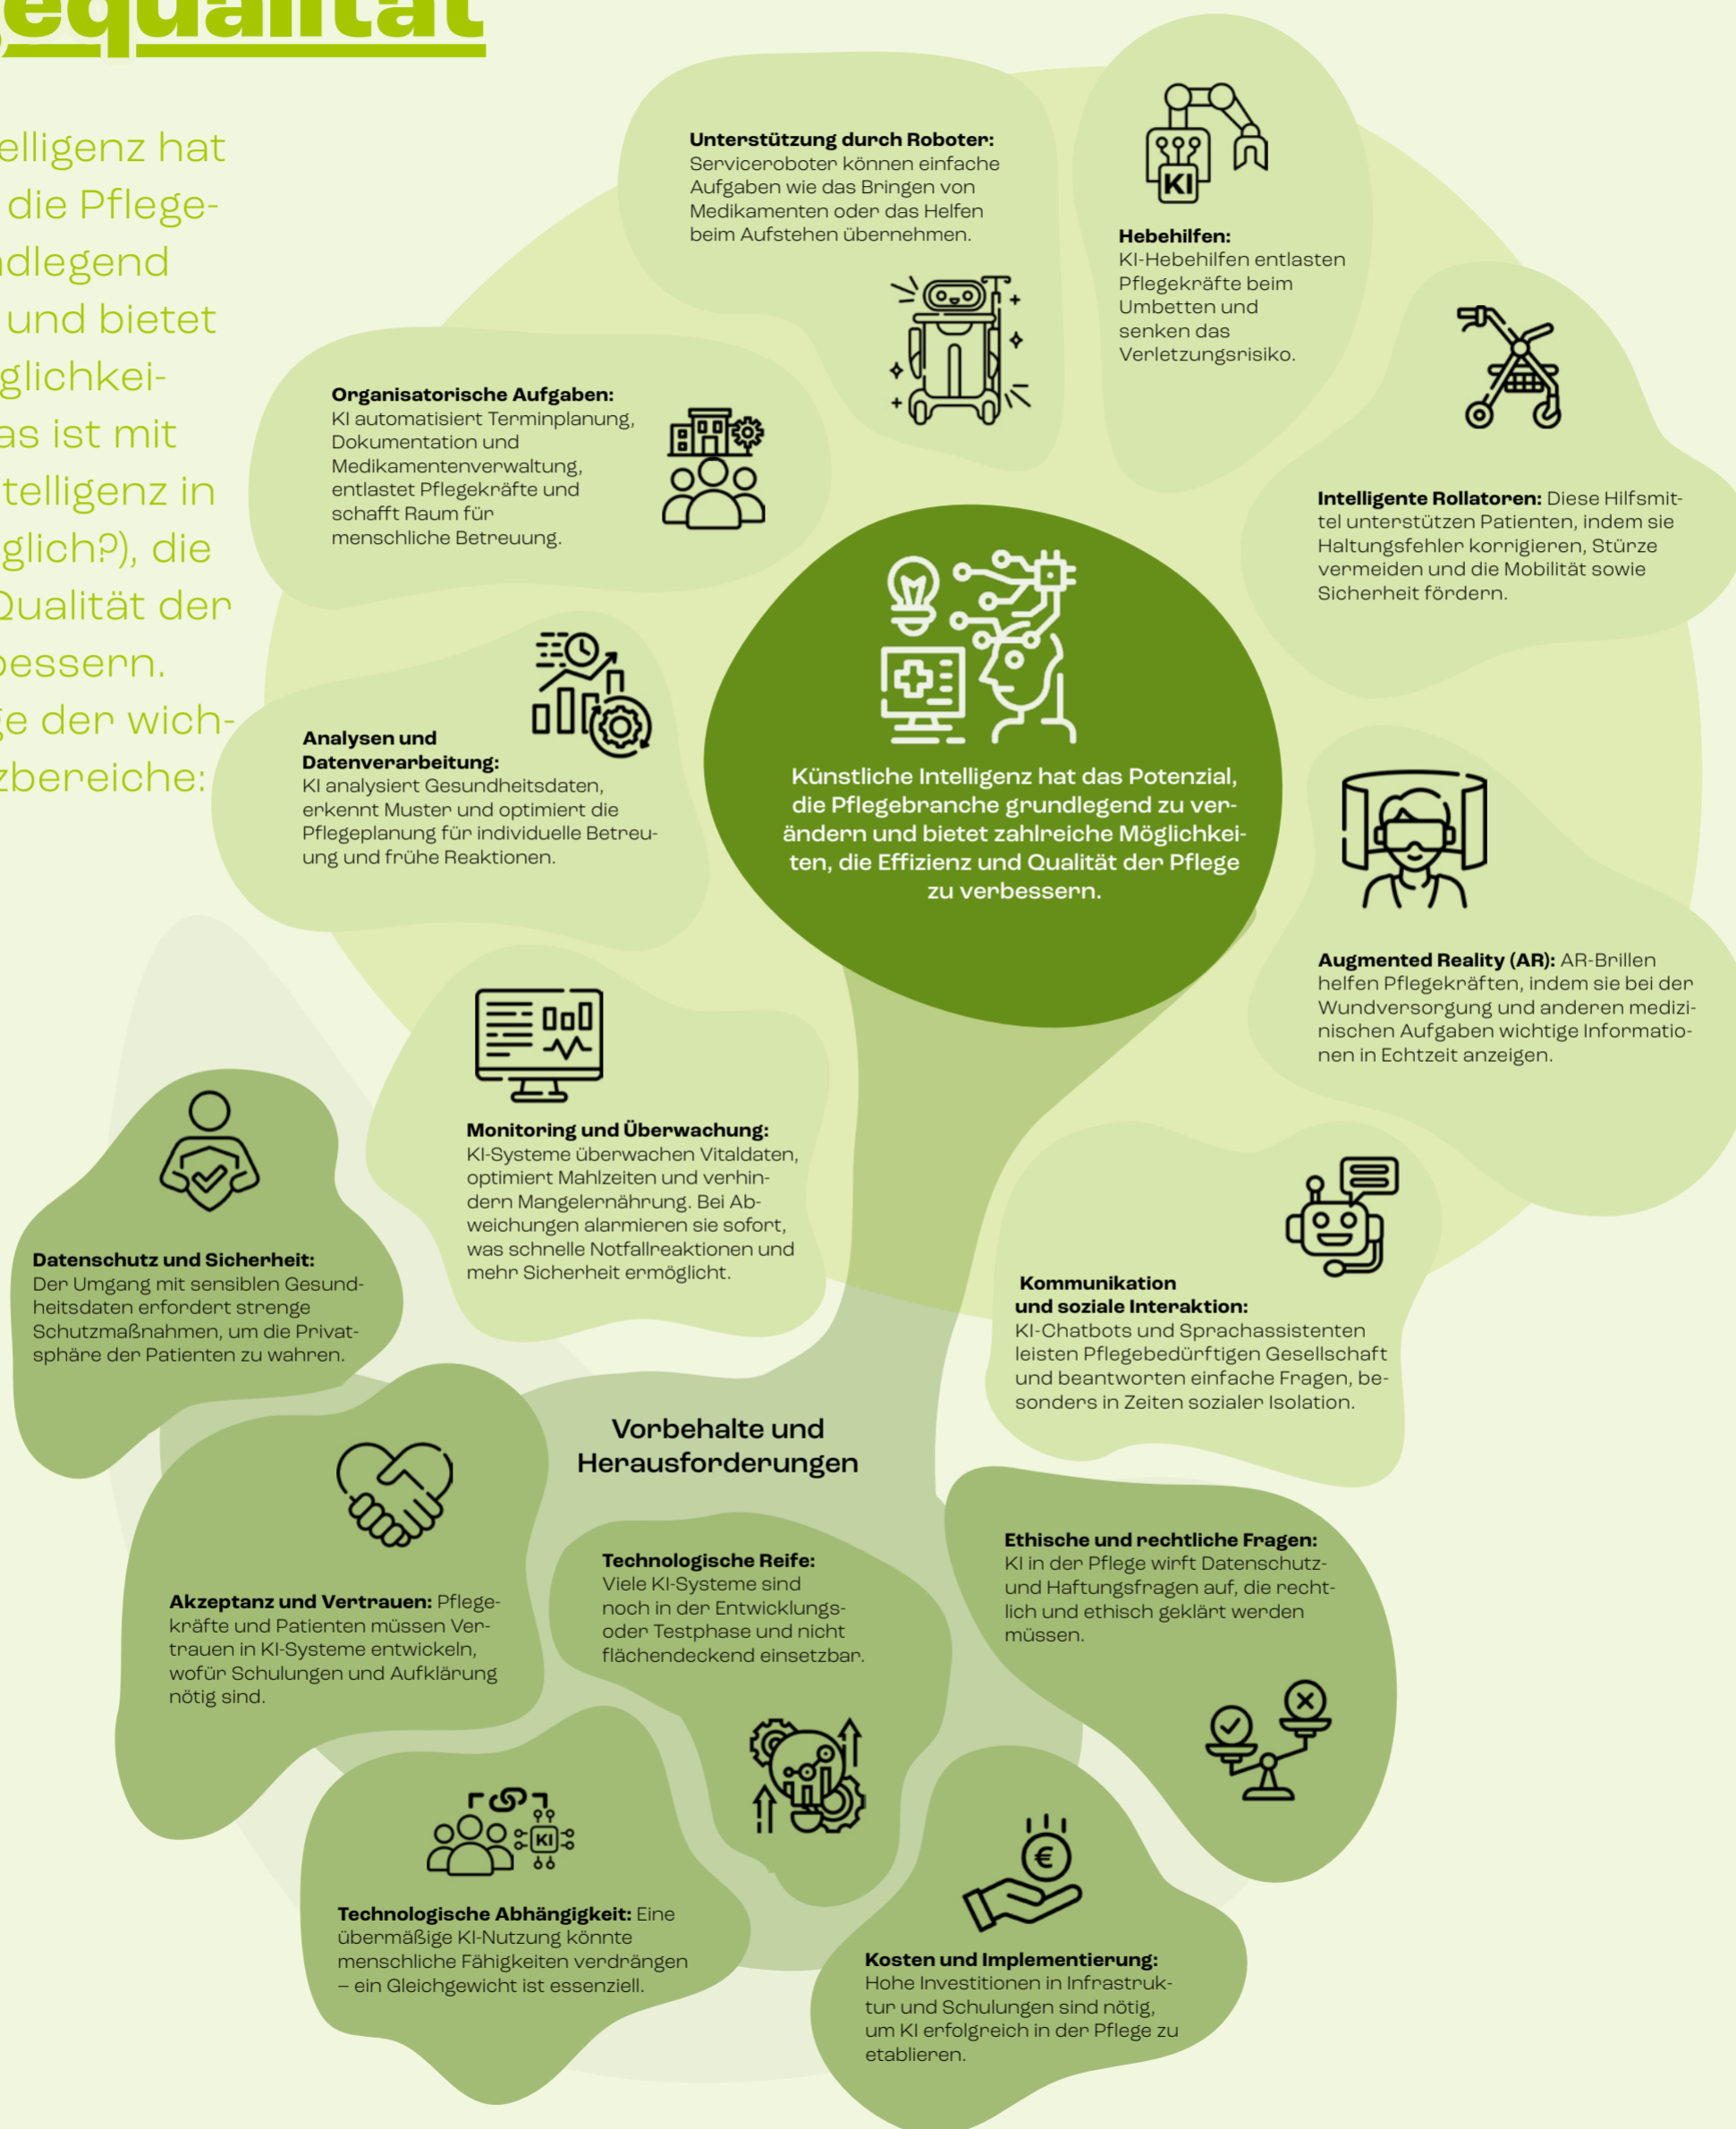 gequalität
elligenz hat
die Pflege-
dlegend
und bietet
glichkei-
as ist mit
telligenz in
glich?), die
Qualität der
bessern.
ge der wich-
zbereiche:
Unterstützung durch Roboter:
Serviceroboter können einfache
Aufgaben wie das Bringen von
Medikamenten oder das Helfen
beim Aufstehen übernehmen.
KI
Hebehilfen:
KI-Hebehilfen entlasten
Pflegekräfte beim
Umbetten und
senken das
Verletzungsrisiko.
Organisatorische Aufgaben:
KI automatisiert Terminplanung,
Dokumentation und
Medikamentenverwaltung,
entlastet Pflegekräfte und
schafft Raum für
menschliche Betreuung.
Intelligente Rollatoren: Diese Hilfsmit-
tel unterstützen Patienten, indem sie
Haltungsfehler korrigieren, Stürze
vermeiden und die Mobilität sowie
Sicherheit fördern.
Analysen und
Datenverarbeitung:
KI analysiert Gesundheitsdaten,
erkennt Muster und optimiert die
Pflegeplanung für individuelle Betreu-
ung und frühe Reaktionen.
Künstliche Intelligenz hat das Potenzial,
die Pflegebranche grundlegend zu ver-
ändern und bietet zahlreiche Möglichkei-
ten, die Effizienz und Qualität der Pflege
zu verbessern.
Augmented Reality (AR): AR-Brillen
helfen Pflegekräften, indem sie bei der
Wundversorgung und anderen medizi-
nischen Aufgaben wichtige Informatio-
nen in Echtzeit anzeigen.
Monitoring und Überwachung:
KI-Systeme überwachen Vitaldaten,
optimiert Mahlzeiten und verhin-
dern Mangelernährung. Bei Ab-
weichungen alarmieren sie sofort,
was schnelle Notfallreaktionen und
mehr Sicherheit ermöglicht.
Datenschutz und Sicherheit:
Der Umgang mit sensiblen Gesund-
heitsdaten erfordert strenge
Schutzmaßnahmen, um die Privat-
sphäre der Patienten zu wahren.
Kommunikation
und soziale Interaktion:
KI-Chatbots und Sprachassistenten
leisten Pflegebedürftigen Gesellschaft
und beantworten einfache Fragen, be-
sonders in Zeiten sozialer Isolation.
Vorbehalte und
Herausforderungen
Akzeptanz und Vertrauen: Pflege-
kräfte und Patienten müssen Ver-
trauen in KI-Systeme entwickeln,
wofür Schulungen und Aufklärung
nötig sind.
Technologische Reife:
Viele KI-Systeme sind
noch in der Entwicklungs-
oder Testphase und nicht
flächendeckend einsetzbar.
Ethische und rechtliche Fragen:
KI in der Pflege wirft Datenschutz-
und Haftungsfragen auf, die recht-
lich und ethisch geklärt werden
müssen.
KI
Technologische Abhängigkeit: Eine
übermäßige KI-Nutzung könnte
menschliche Fähigkeiten verdrängen
– ein Gleichgewicht ist essenziell.
€
Kosten und Implementierung:
Hohe Investitionen in Infrastruk-
tur und Schulungen sind nötig,
um KI erfolgreich in der Pflege zu
etablieren.